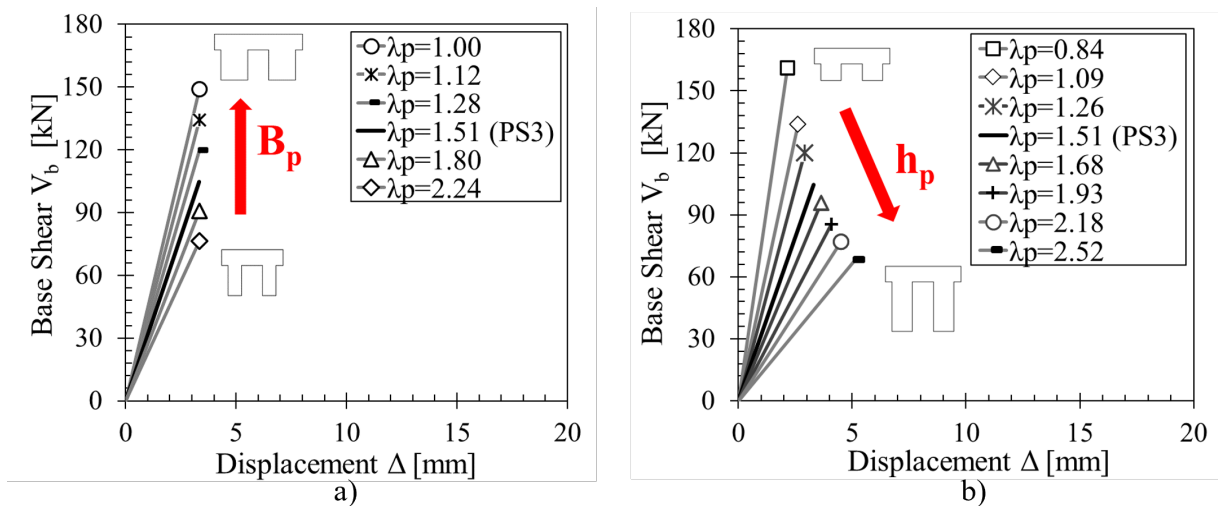 180
150
120
90
60
30
0
Base Shear V_b [kN]
λp=1.00
λp=1.12
λp=1.28
λp=1.51 (PS3)
λp=1.80
λp=2.24
B_p
0 5 10 15 20
Displacement Δ [mm]
a)
180
150
120
90
60
30
0
Base Shear V_b [kN]
λp=0.84
λp=1.09
λp=1.26
λp=1.51 (PS3)
λp=1.68
λp=1.93
λp=2.18
λp=2.52
h_p
0 5 10 15 20
Displacement Δ [mm]
b)